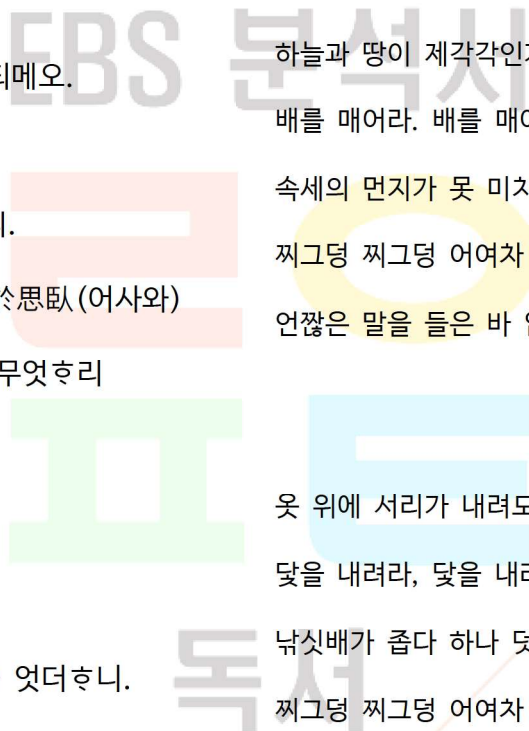 EBS 분석서
티메오.
於思臥(어사와)
무엇ᄒᆞ리
엇더ᄒᆞ니.
하늘과 땅이 제각각인가
배를 매어라. 배를 매어
속세의 먼지가 못 미치
찌그덩 찌그덩 어여차
언짢은 말을 들은 바
옷 위에 서리가 내려도
닻을 내려라, 닻을 내려
낚싯배가 좁다 하나
찌그덩 찌그덩 어여차
독서